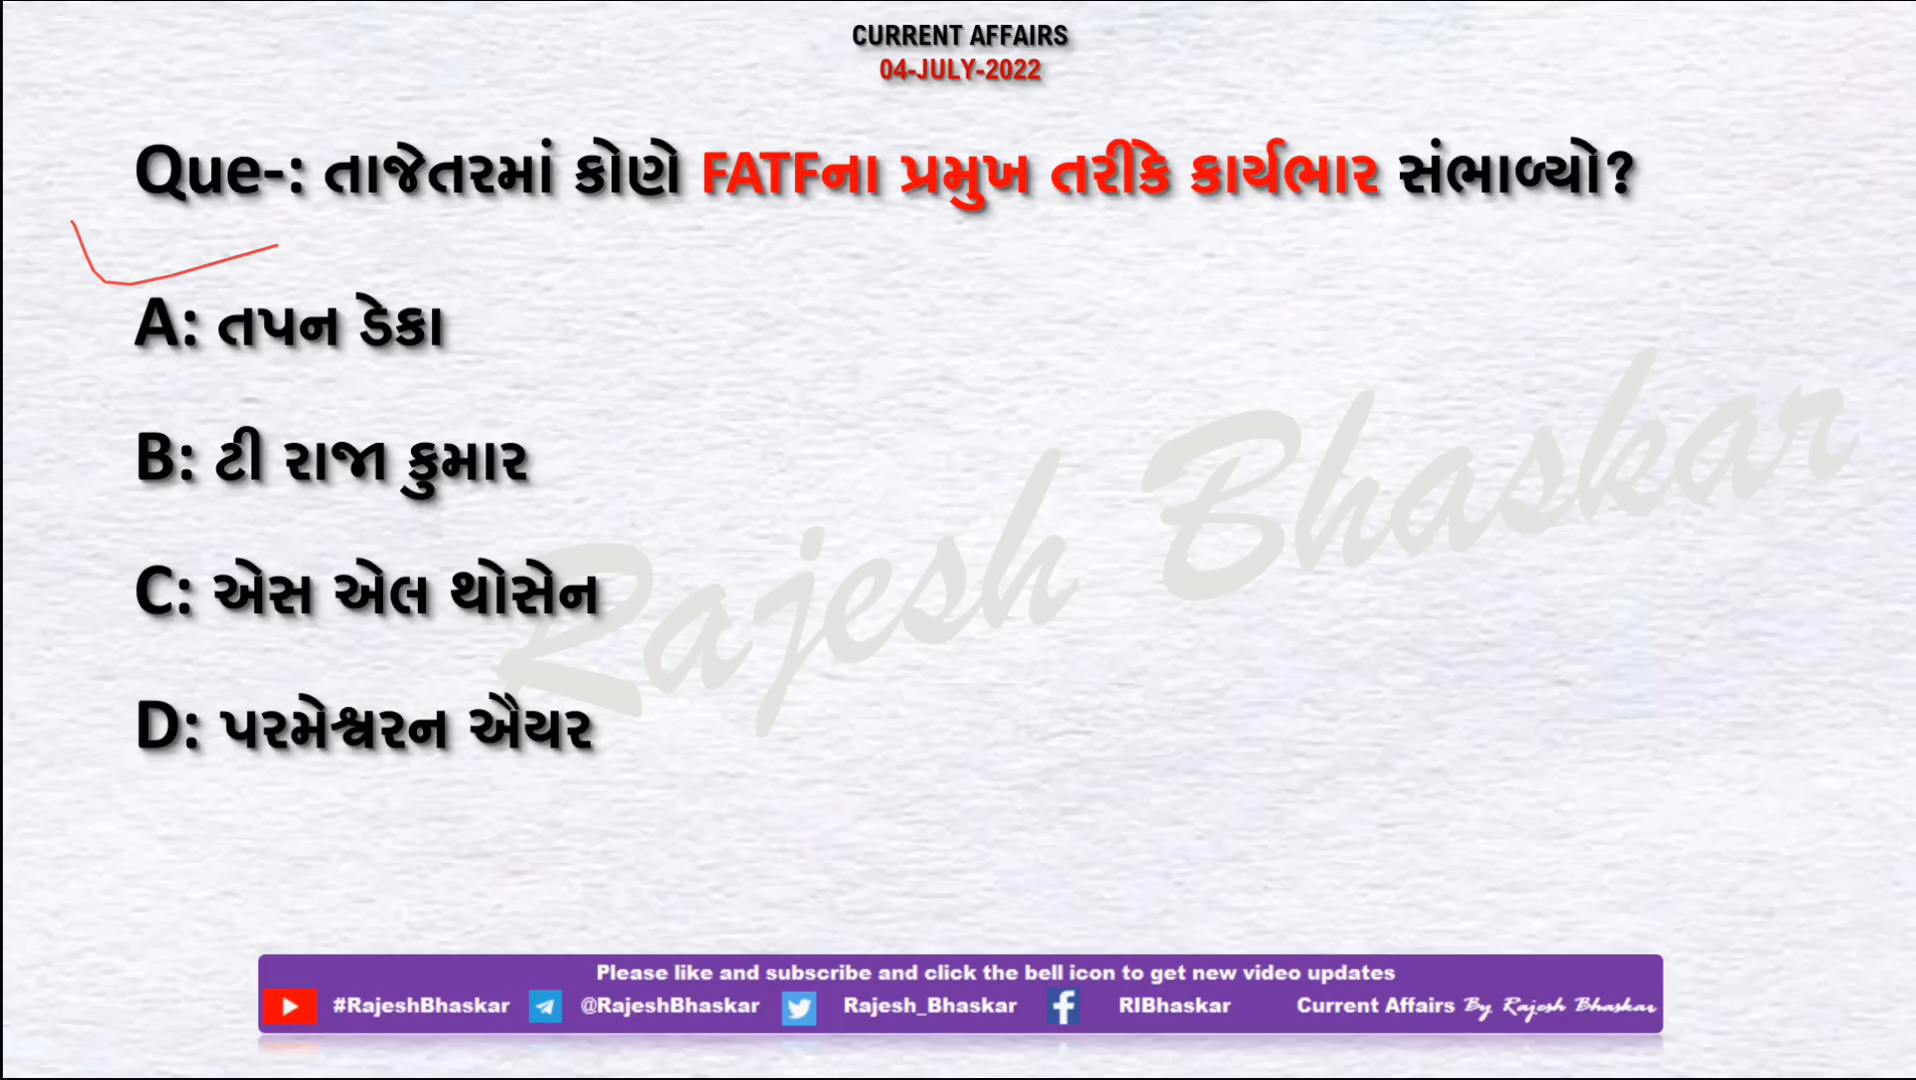 CURRENT AFFAIRS
04-JULY-2022
Que-: તાજેતરમાં કોણે FATFના પ્રમુખ તરીકે કાર્યભાર સંભાળ્યો?
A: તપન ડેકા
B: ટી રાજા કુમાર
C: એસ એલ થોસેન
D: પરમેશ્વરન ઐયર
Rajesh Bhaskar
Please like and subscribe and click the bell icon to get new video updates
#RajeshBhaskar @RajeshBhaskar Rajesh_Bhaskar RIBhaskar Current Affairs By Rajesh Bhaskar